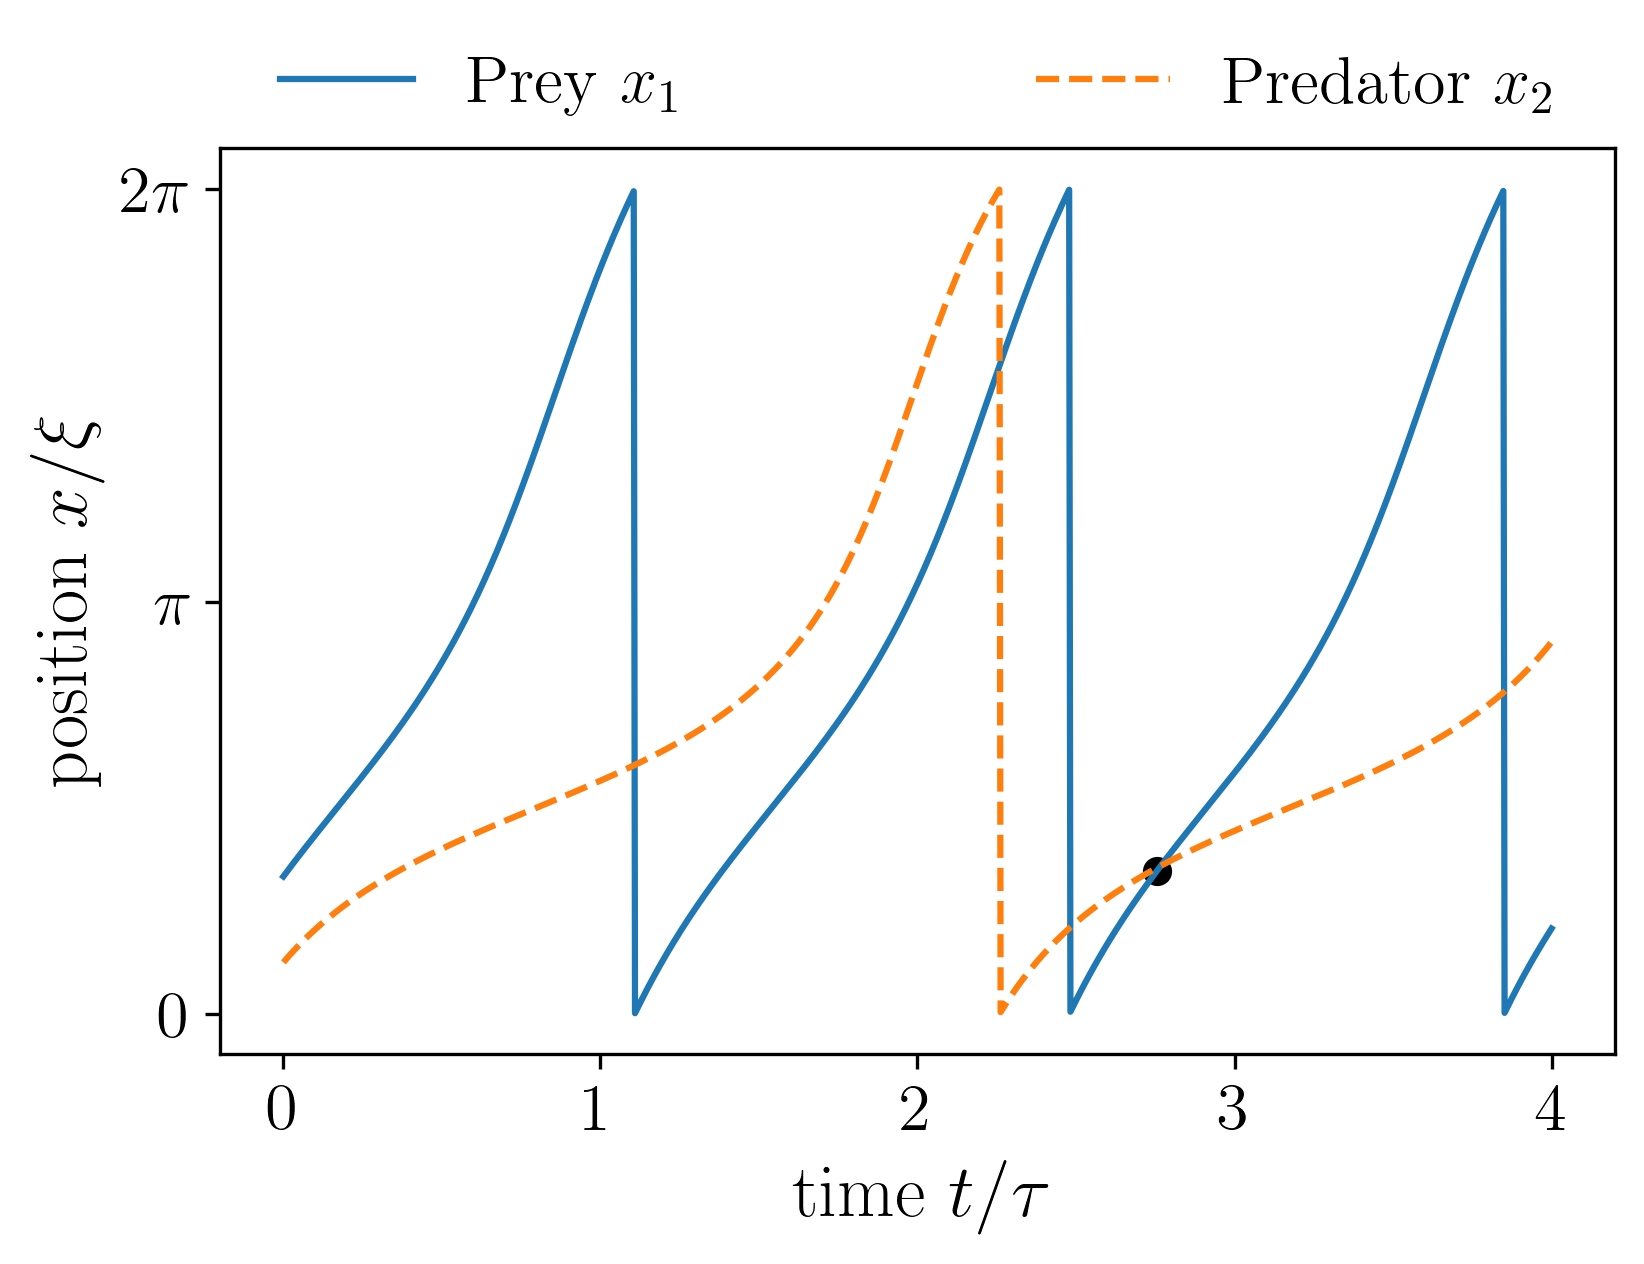 Prey x₁
Predator x₂
2π
π
0
position x/ξ
0 1 2 3 4
time t/τ